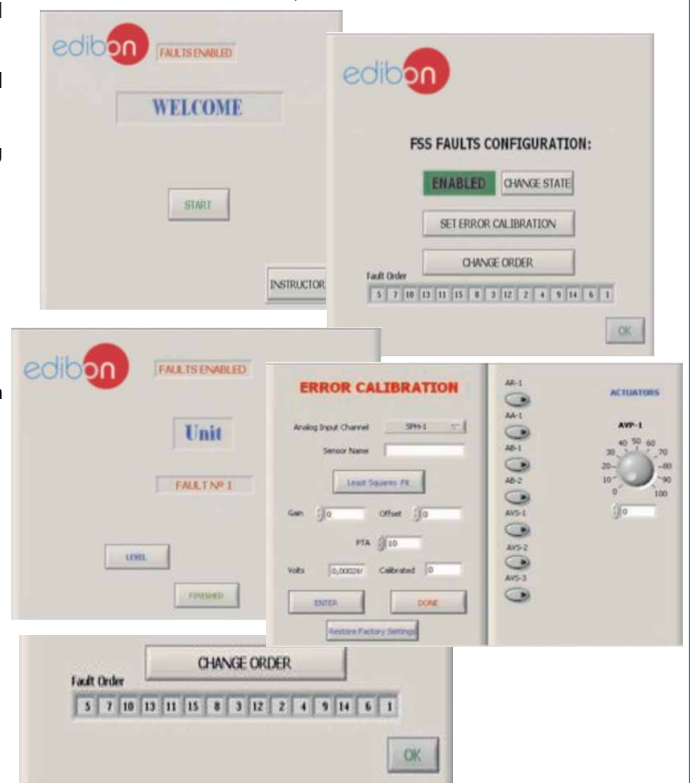 edibon FAULTS ENABLED
WELCOME
START
INSTRUCTOR
edibon
FSS FAULTS CONFIGURATION:
ENABLED CHANGE STATE
SET ERROR CALIBRATION
CHANGE ORDER
Fault Order
5 7 10 13 11 15 8 3 12 2 4 9 14 6 1
OK
edibon FAULTS ENABLED
Unit
FAULT Nº 1
LEVEL
FINISHED
ERROR CALIBRATION
Analog Input Channel SPH-1
Sensor Name
Least Squares Fit
Gain 0 Offset 0
PTA 10
Volts Calibrated 0
ENTER DONE
Restore Factory Settings
AR-1
AA-1
AB-1
AB-2
AVS-1
AVS-2
AVS-3
ACTUATORS
AVP-1
0 10 20 30 40 50 60 70 80 90 100
0
CHANGE ORDER
Fault Order
5 7 10 13 11 15 8 3 12 2 4 9 14 6 1
OK